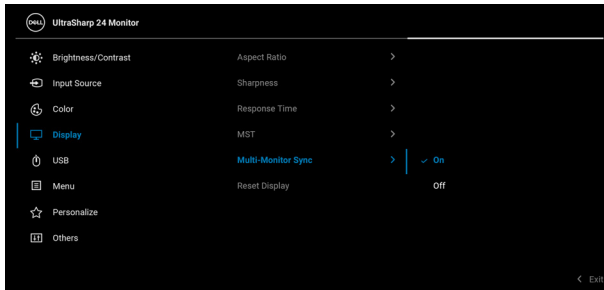 DELL UltraSharp 24 Monitor
Brightness/Contrast
Input Source
Color
Display
USB
Menu
Personalize
Others
Aspect Ratio
Sharpness
Response Time
MST
Multi-Monitor Sync
Reset Display
On
Off
Exit